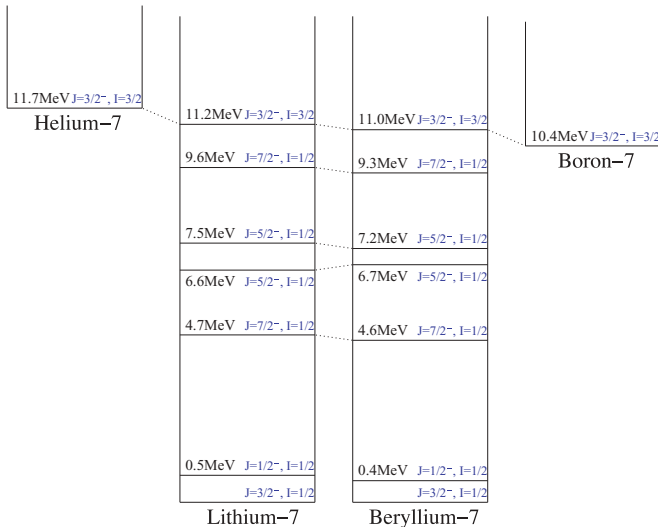 11.7MeV J=3/2⁻, I=3/2
Helium−7
11.2MeV J=3/2⁻, I=3/2
9.6MeV J=7/2⁻, I=1/2
7.5MeV J=5/2⁻, I=1/2
6.6MeV J=5/2⁻, I=1/2
4.7MeV J=7/2⁻, I=1/2
0.5MeV J=1/2⁻, I=1/2
J=3/2⁻, I=1/2
Lithium−7
11.0MeV J=3/2⁻, I=3/2
9.3MeV J=7/2⁻, I=1/2
7.2MeV J=5/2⁻, I=1/2
6.7MeV J=5/2⁻, I=1/2
4.6MeV J=7/2⁻, I=1/2
0.4MeV J=1/2⁻, I=1/2
J=3/2⁻, I=1/2
Beryllium−7
10.4MeV J=3/2⁻, I=3/2
Boron−7